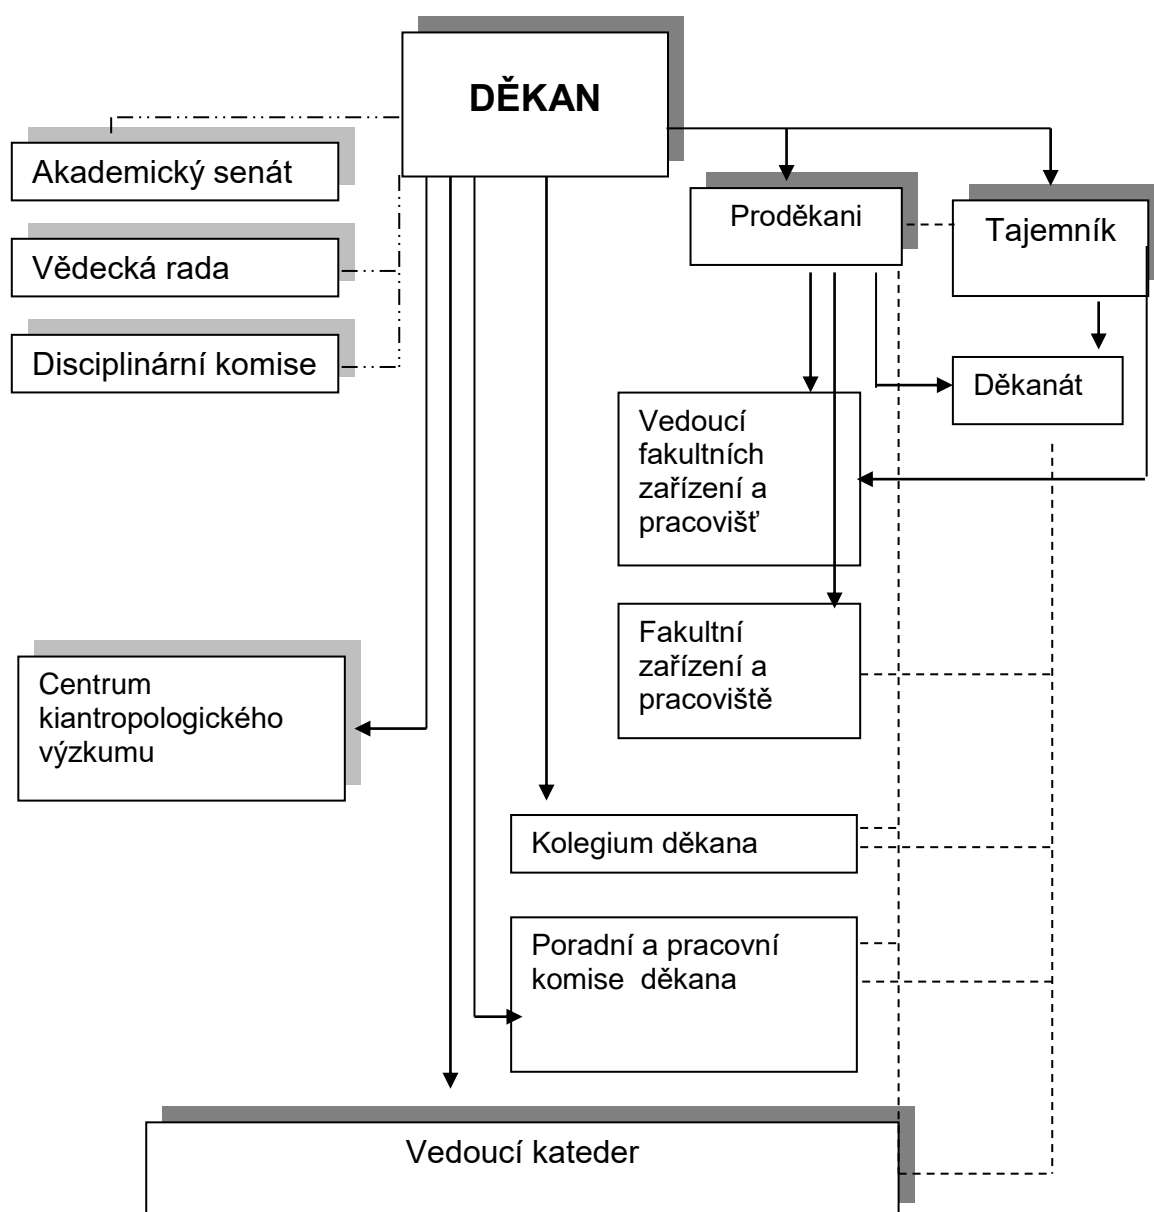 DĚKAN
Akademický senát
Proděkani
Tajemník
Vědecká rada
Disciplinární komise
Děkanát
Vedoucí
fakultních
zařízení a
pracovišť
Fakultní
zařízení a
pracoviště
Centrum
kiantropologického
výzkumu
Kolegium děkana
Poradní a pracovní
komise  děkana
Vedoucí kateder